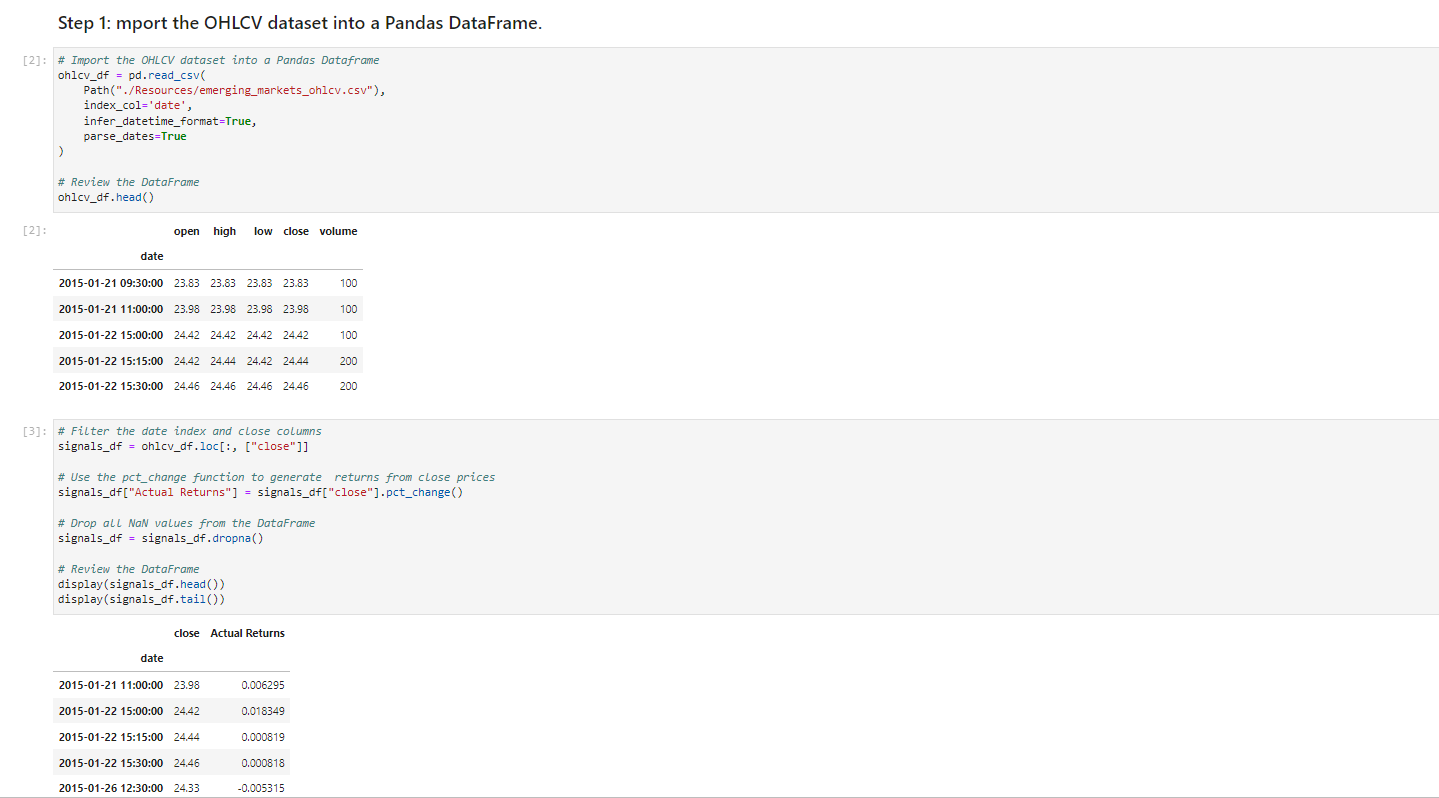 Step 1: mport the OHLCV dataset into a Pandas DataFrame.
[2]: # Import the OHLCV dataset into a Pandas Dataframe
ohlcv_df = pd.read_csv(
    Path("./Resources/emerging_markets_ohlcv.csv"),
    index_col='date',
    infer_datetime_format=True,
    parse_dates=True
)
# Review the DataFrame
ohlcv_df.head()
[2]: open high low close volume
date
2015-01-21 09:30:00 23.83 23.83 23.83 23.83 100
2015-01-21 11:00:00 23.98 23.98 23.98 23.98 100
2015-01-22 15:00:00 24.42 24.42 24.42 24.42 100
2015-01-22 15:15:00 24.42 24.44 24.42 24.44 200
2015-01-22 15:30:00 24.46 24.46 24.46 24.46 200
[3]: # Filter the date index and close columns
signals_df = ohlcv_df.loc[:, ["close"]]
# Use the pct_change function to generate  returns from close prices
signals_df["Actual Returns"] = signals_df["close"].pct_change()
# Drop all NaN values from the DataFrame
signals_df = signals_df.dropna()
# Review the DataFrame
display(signals_df.head())
display(signals_df.tail())
close Actual Returns
date
2015-01-21 11:00:00 23.98 0.006295
2015-01-22 15:00:00 24.42 0.018349
2015-01-22 15:15:00 24.44 0.000819
2015-01-22 15:30:00 24.46 0.000818
2015-01-26 12:30:00 24.33 -0.005315